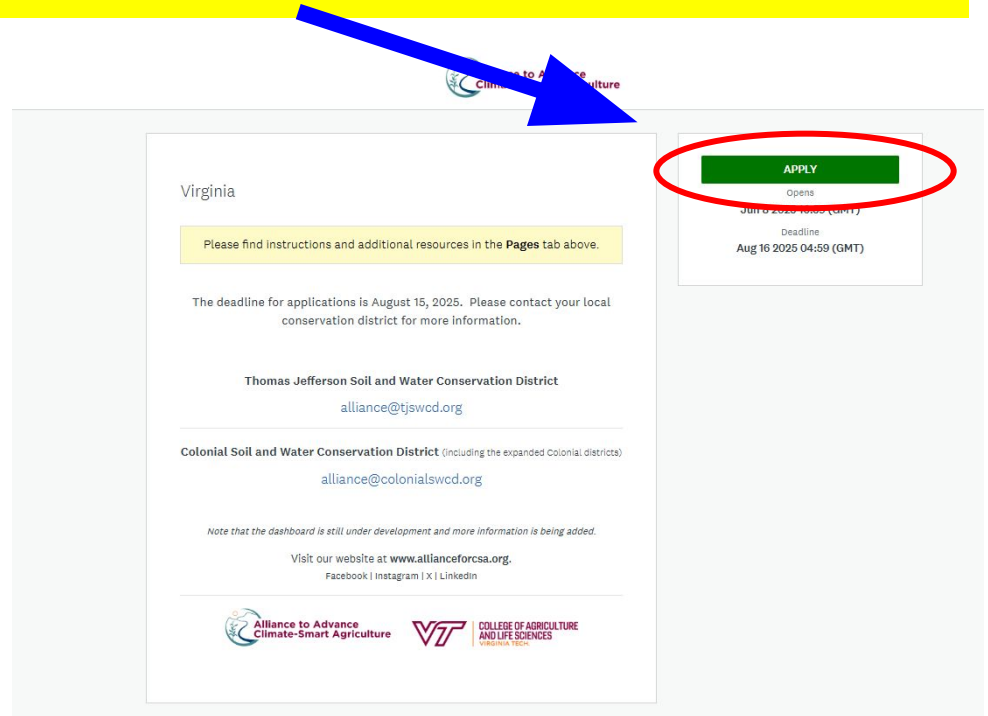 to A
Clim ulture
APPLY
Opens
Deadline
Aug 16 2025 04:59 (GMT)
Virginia
Please find instructions and additional resources in the Pages tab above.
The deadline for applications is August 15, 2025. Please contact your local
conservation district for more information.
Thomas Jefferson Soil and Water Conservation District
alliance@tjswcd.org
Colonial Soil and Water Conservation District (including the expanded Colonial districts)
alliance@colonialswcd.org
Note that the dashboard is still under development and more information is being added.
Visit our website at www.allianceforcsa.org.
Facebook | Instagram | X | LinkedIn
Alliance to Advance
Climate-Smart Agriculture
VT
COLLEGE OF AGRICULTURE
AND LIFE SCIENCES
VIRGINIA TECH.